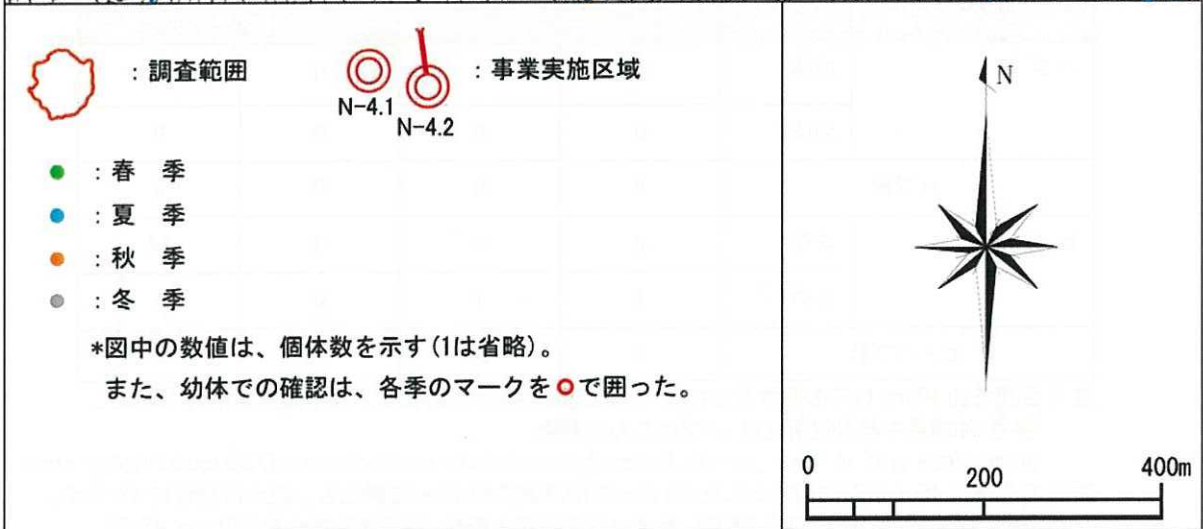 ：調査範囲
N-4.1
N-4.2
：事業実施区域
：春　季
：夏　季
：秋　季
：冬　季
*図中の数値は、個体数を示す(1は省略)。
また、幼体での確認は、各季のマークを○で囲った。
N
0
200
400m